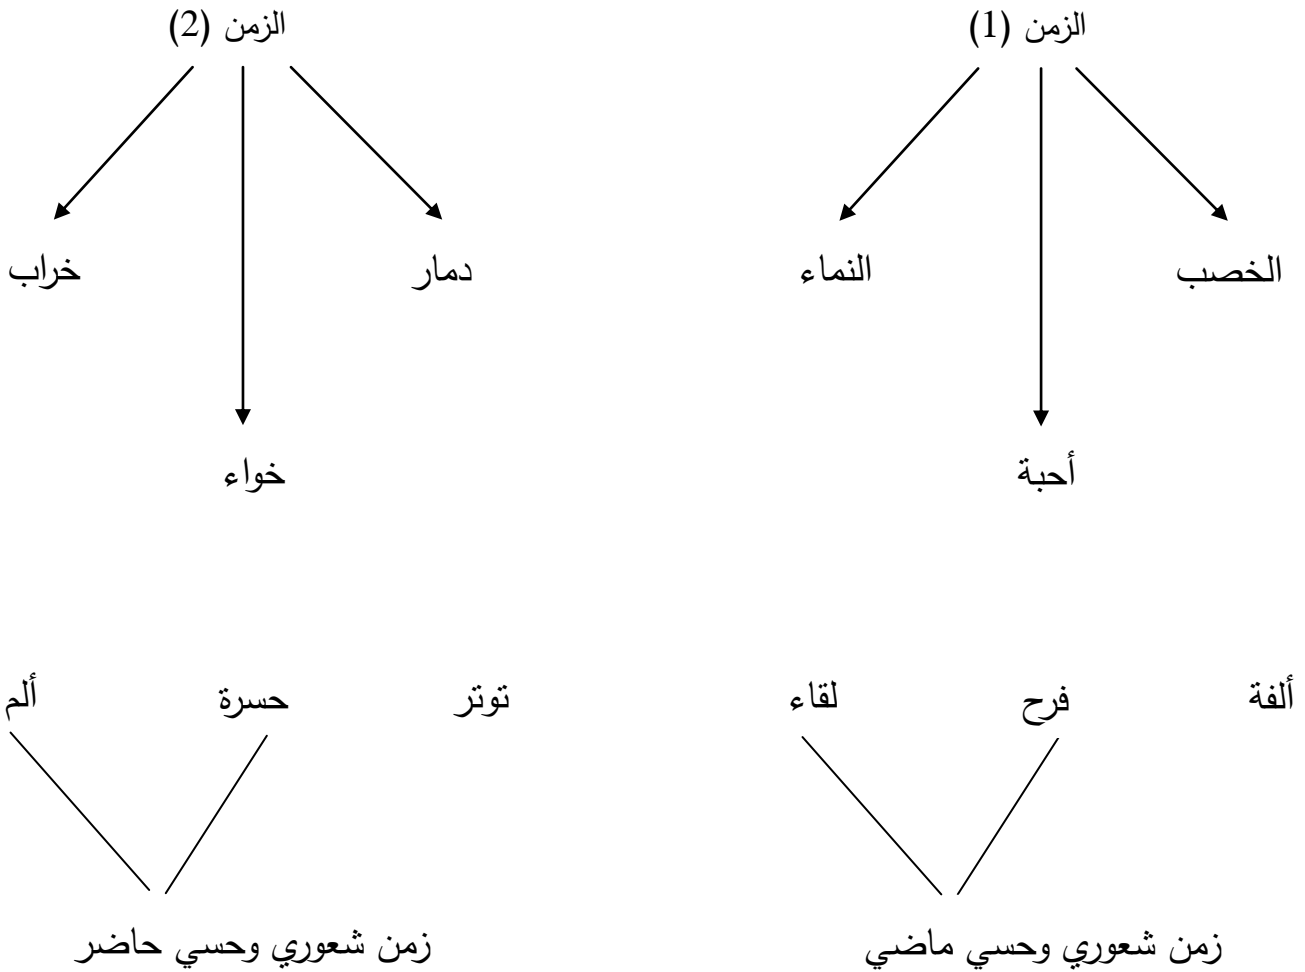 الزمن (1)
الزمن (2)
الخصب
النماء
دمار
خراب
أحبة
خواء
ألفة
فرح
لقاء
توتر
حسرة
ألم
زمن شعوري وحسي ماضي
زمن شعوري وحسي حاضر